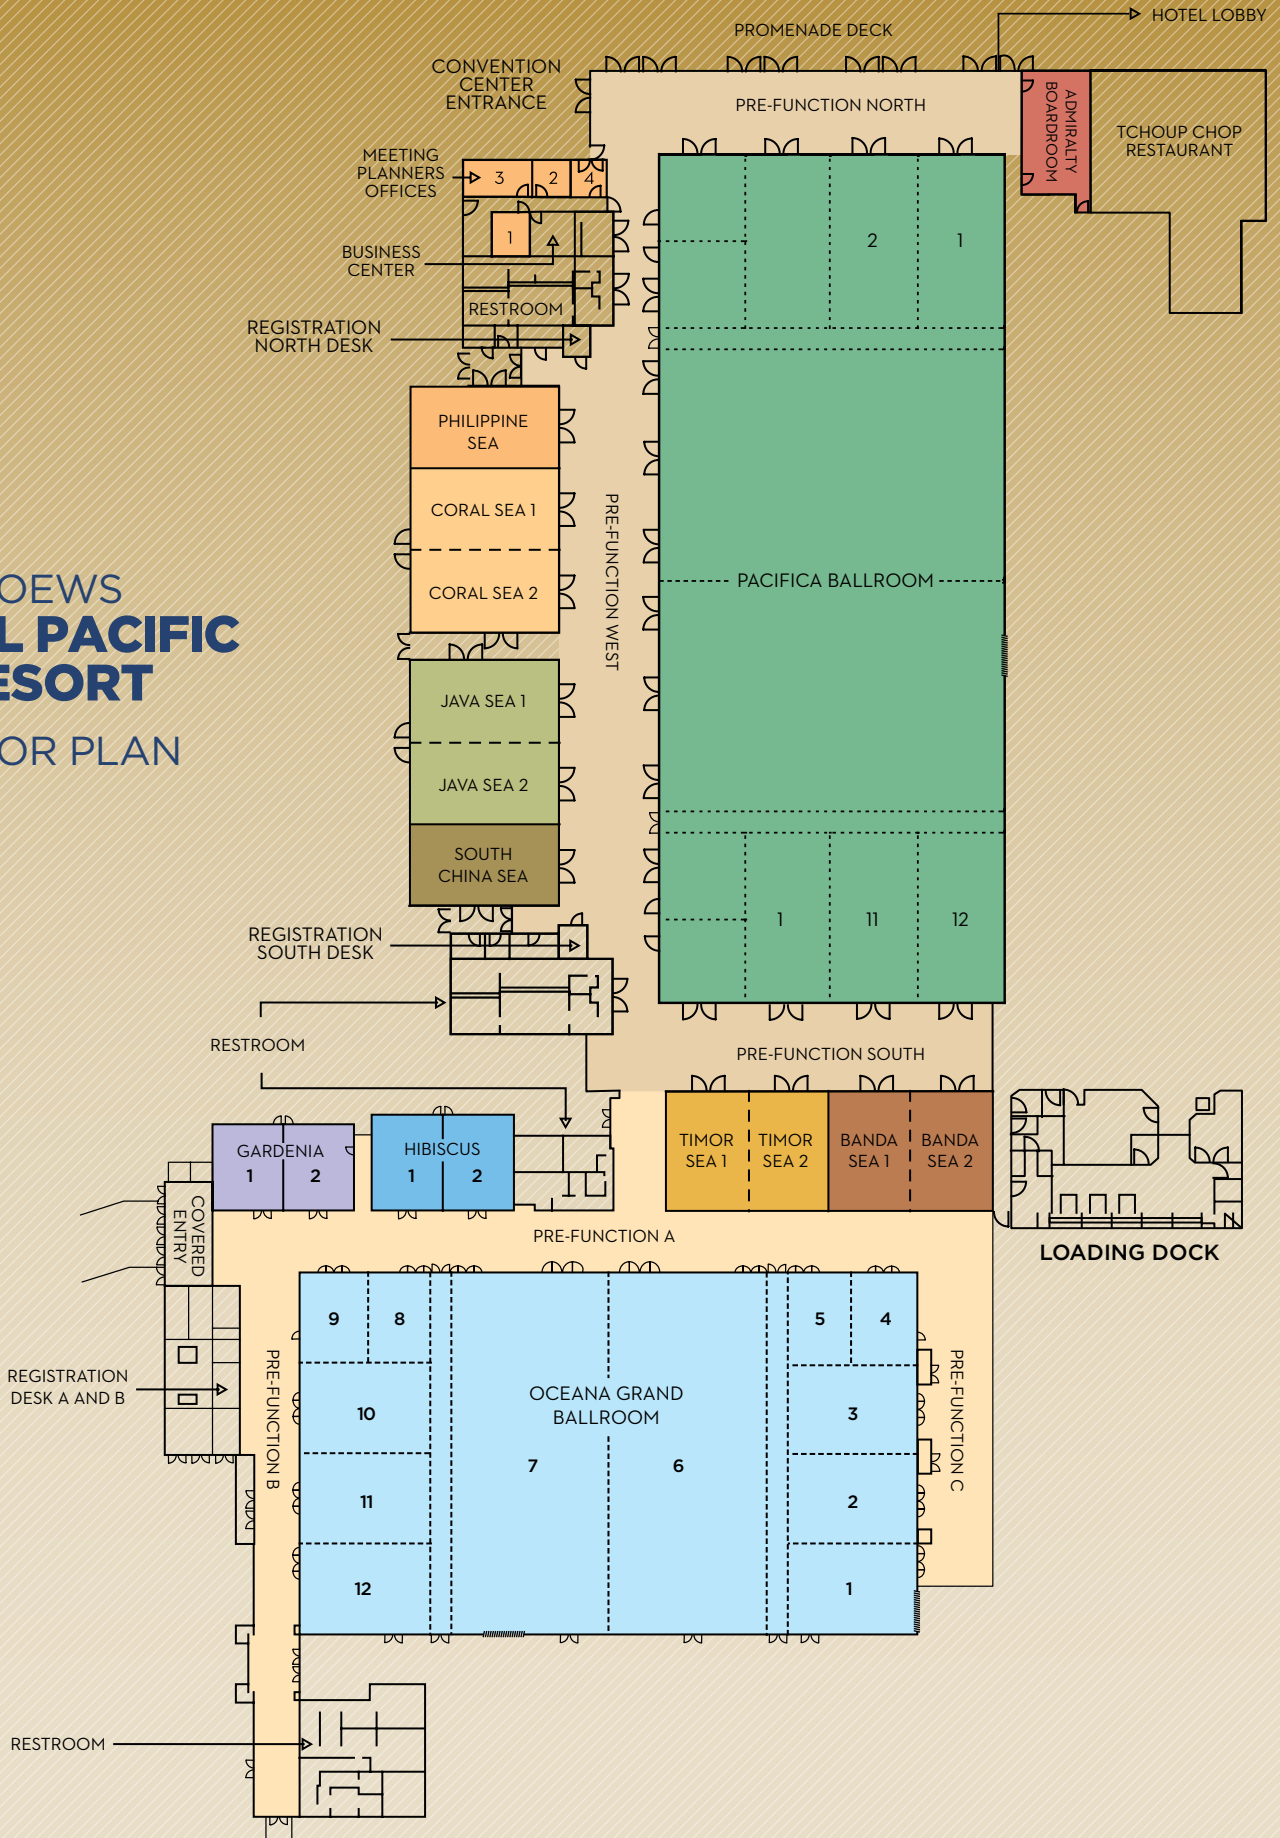 HOTEL LOBBY
PROMENADE DECK
CONVENTION
CENTER
ENTRANCE
PRE-FUNCTION NORTH
ADMIRALTY
BOARDROOM
TCHOUP CHOP
RESTAURANT
MEETING
PLANNERS
OFFICES
3
2
4
1
BUSINESS
CENTER
2
1
RESTROOM
REGISTRATION
NORTH DESK
PHILIPPINE
SEA
CORAL SEA 1
CORAL SEA 2
PRE-FUNCTION WEST
PACIFICA BALLROOM
OEWS
L PACIFIC
ESORT
OR PLAN
JAVA SEA 1
JAVA SEA 2
SOUTH
CHINA SEA
1
11
12
REGISTRATION
SOUTH DESK
RESTROOM
PRE-FUNCTION SOUTH
TIMOR
SEA 1
TIMOR
SEA 2
BANDA
SEA 1
BANDA
SEA 2
GARDENIA
1
2
HIBISCUS
1
2
COVERED
ENTRY
PRE-FUNCTION A
LOADING DOCK
9
8
5
4
REGISTRATION
DESK A AND B
PRE-FUNCTION B
OCEANA GRAND
BALLROOM
PRE-FUNCTION C
10
3
7
6
11
2
12
1
RESTROOM